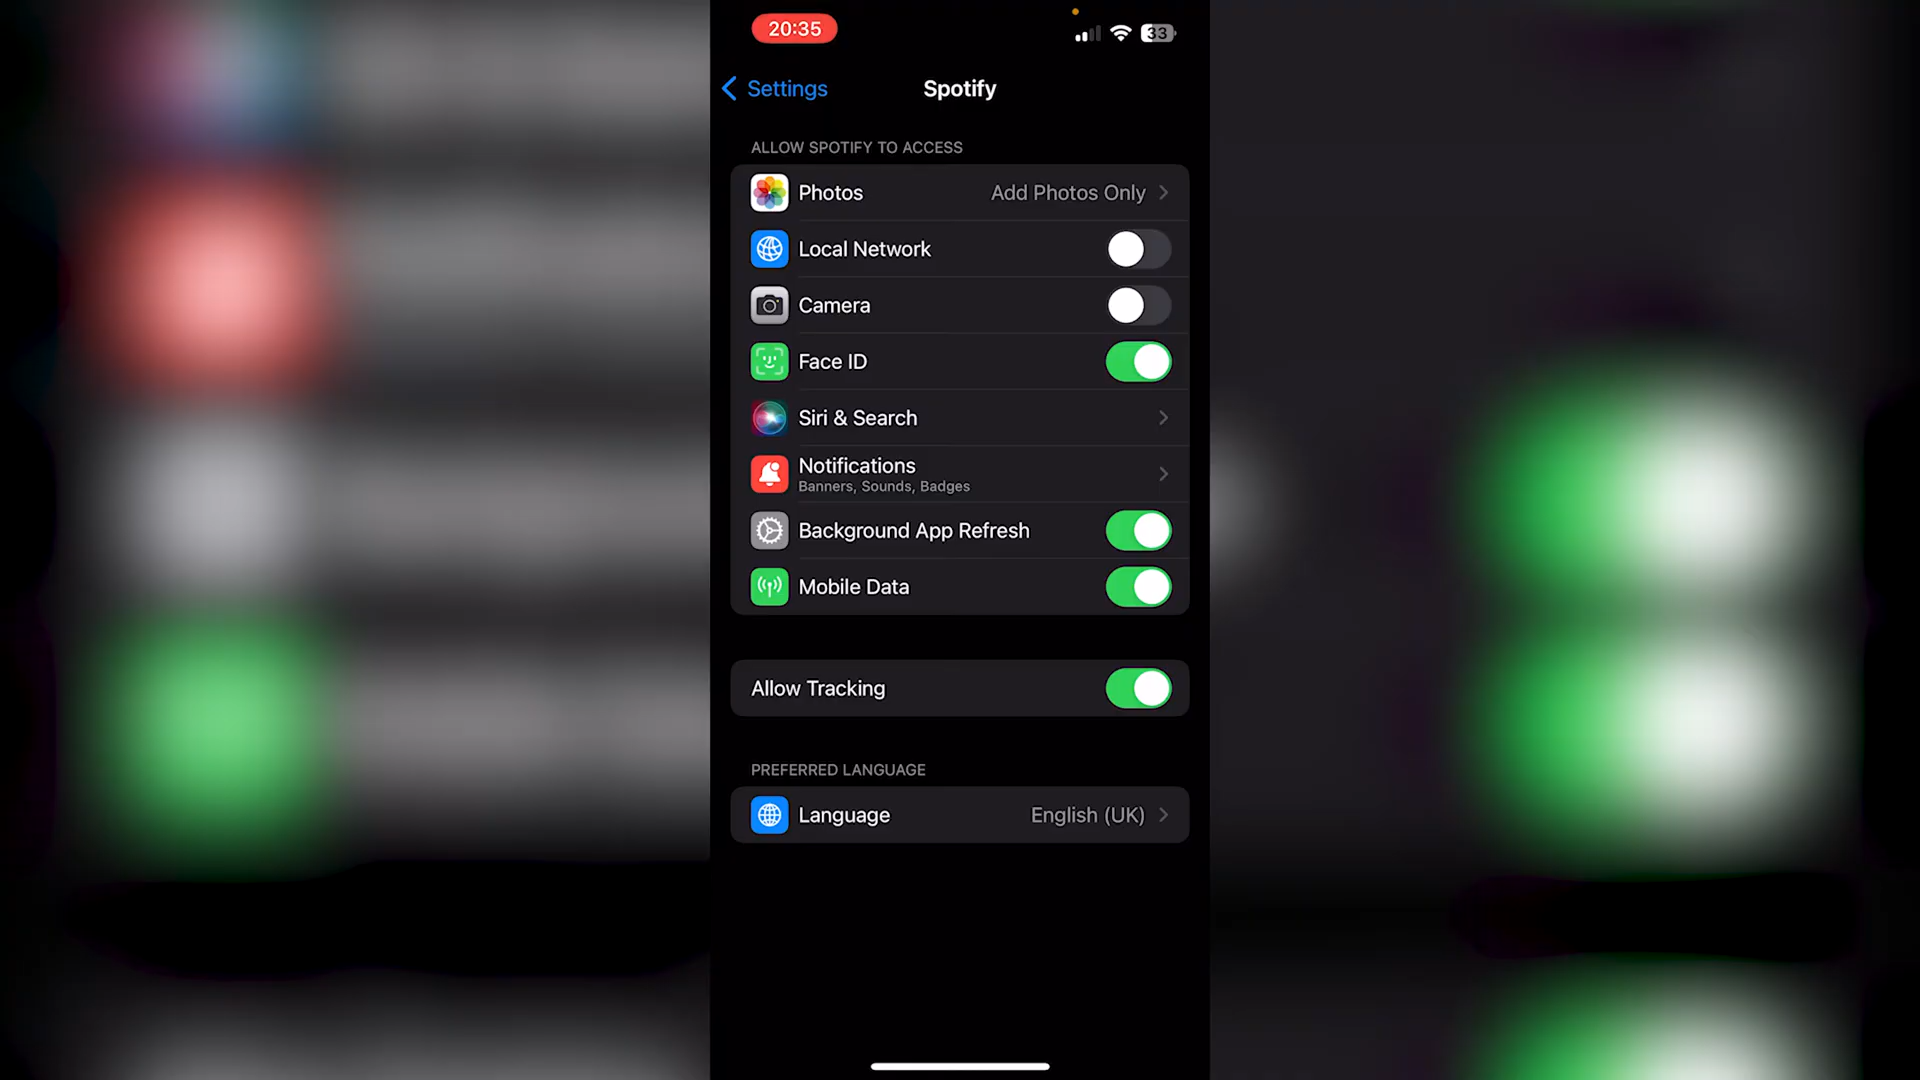 20:35
33
Settings
Spotify
ALLOW SPOTIFY TO ACCESS
Photos
Add Photos Only
Local Network
Camera
Face ID
Siri & Search
Notifications
Banners, Sounds, Badges
Background App Refresh
Mobile Data
Allow Tracking
PREFERRED LANGUAGE
Language
English (UK)